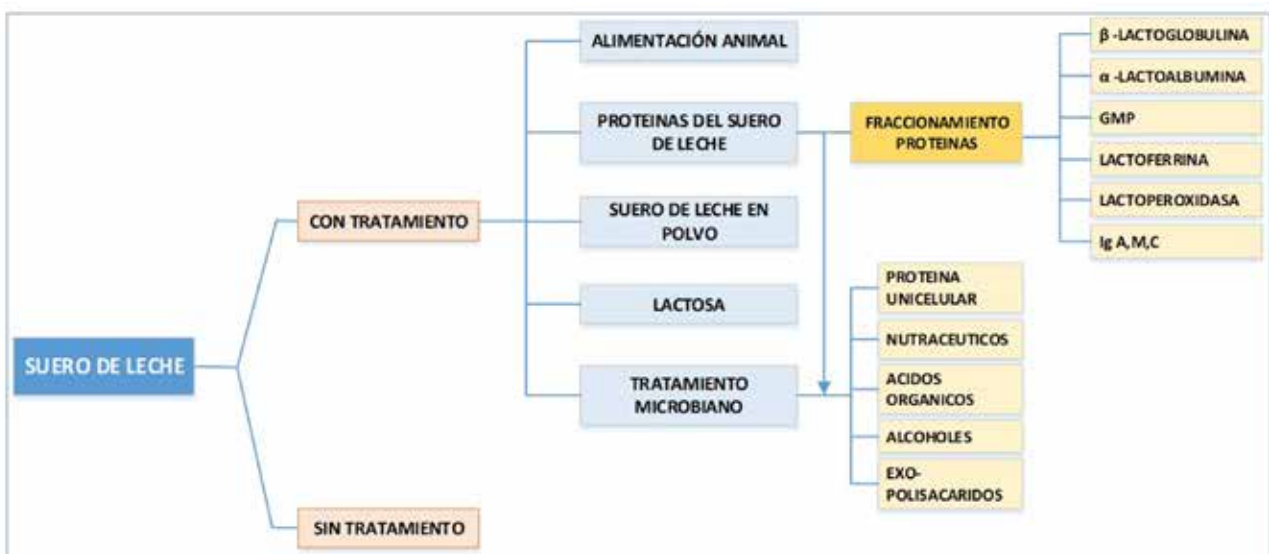 SUERO DE LECHE
CON TRATAMIENTO
SIN TRATAMIENTO
ALIMENTACIÓN ANIMAL
PROTEINAS DEL SUERO
DE LECHE
SUERO DE LECHE EN
POLVO
LACTOSA
TRATAMIENTO
MICROBIANO
FRACCIONAMIENTO
PROTEINAS
β -LACTOGLOBULINA
α -LACTOALBUMINA
GMP
LACTOFERRINA
LACTOPEROXIDASA
Ig A,M,C
PROTEINA
UNICELULAR
NUTRACEUTICOS
ACIDOS
ORGANICOS
ALCOHOLES
EXO-
POLISACARIDOS